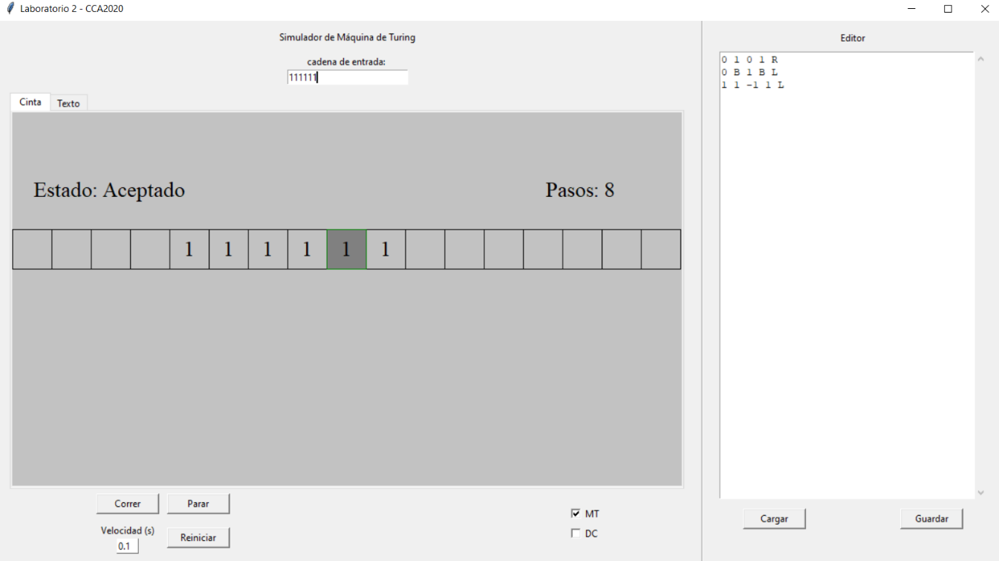 Laboratorio 2 - CCA2020
Simulador de Máquina de Turing
cadena de entrada:
111111
Cinta Texto
Estado: Aceptado Pasos: 8
1 1 1 1 1 1
Correr Parar
Velocidad (s)
0.1
Reiniciar
MT
DC
Editor
0 1 0 1 R
0 B 1 B L
1 1 -1 1 L
Cargar Guardar